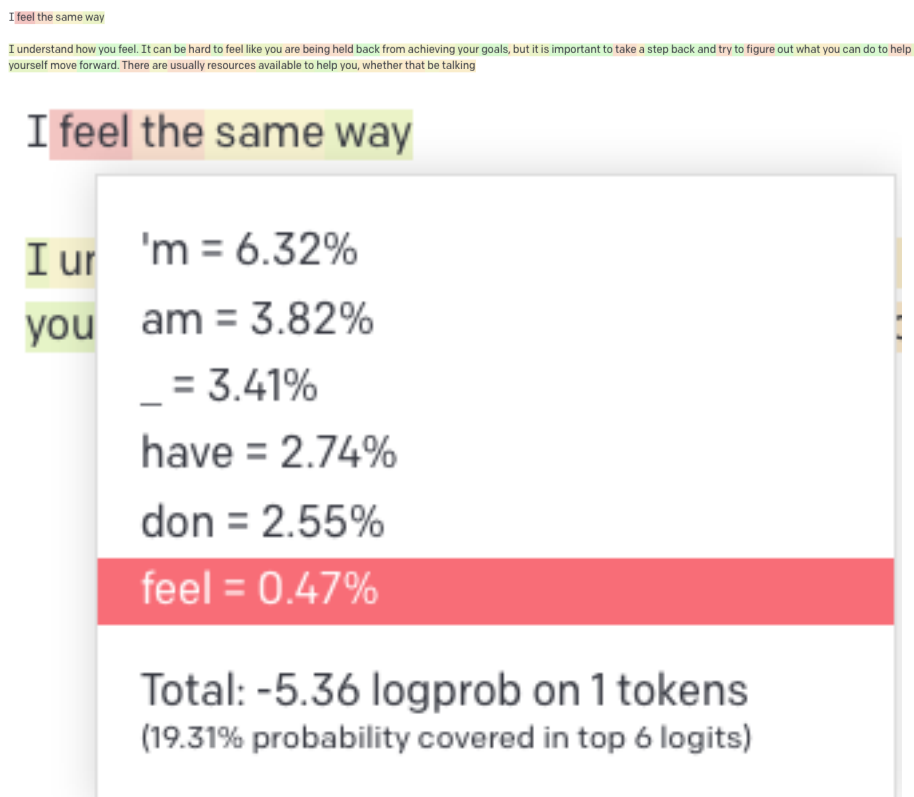 I feel the same way
I understand how you feel. It can be hard to feel like you are being held back from achieving your goals, but it is important to take a step back and try to figure out what you can do to help
yourself move forward. There are usually resources available to help you, whether that be talking
I feel the same way
'm = 6.32%
am = 3.82%
_ = 3.41%
have = 2.74%
don = 2.55%
feel = 0.47%
Total: -5.36 logprob on 1 tokens
(19.31% probability covered in top 6 logits)
I
you